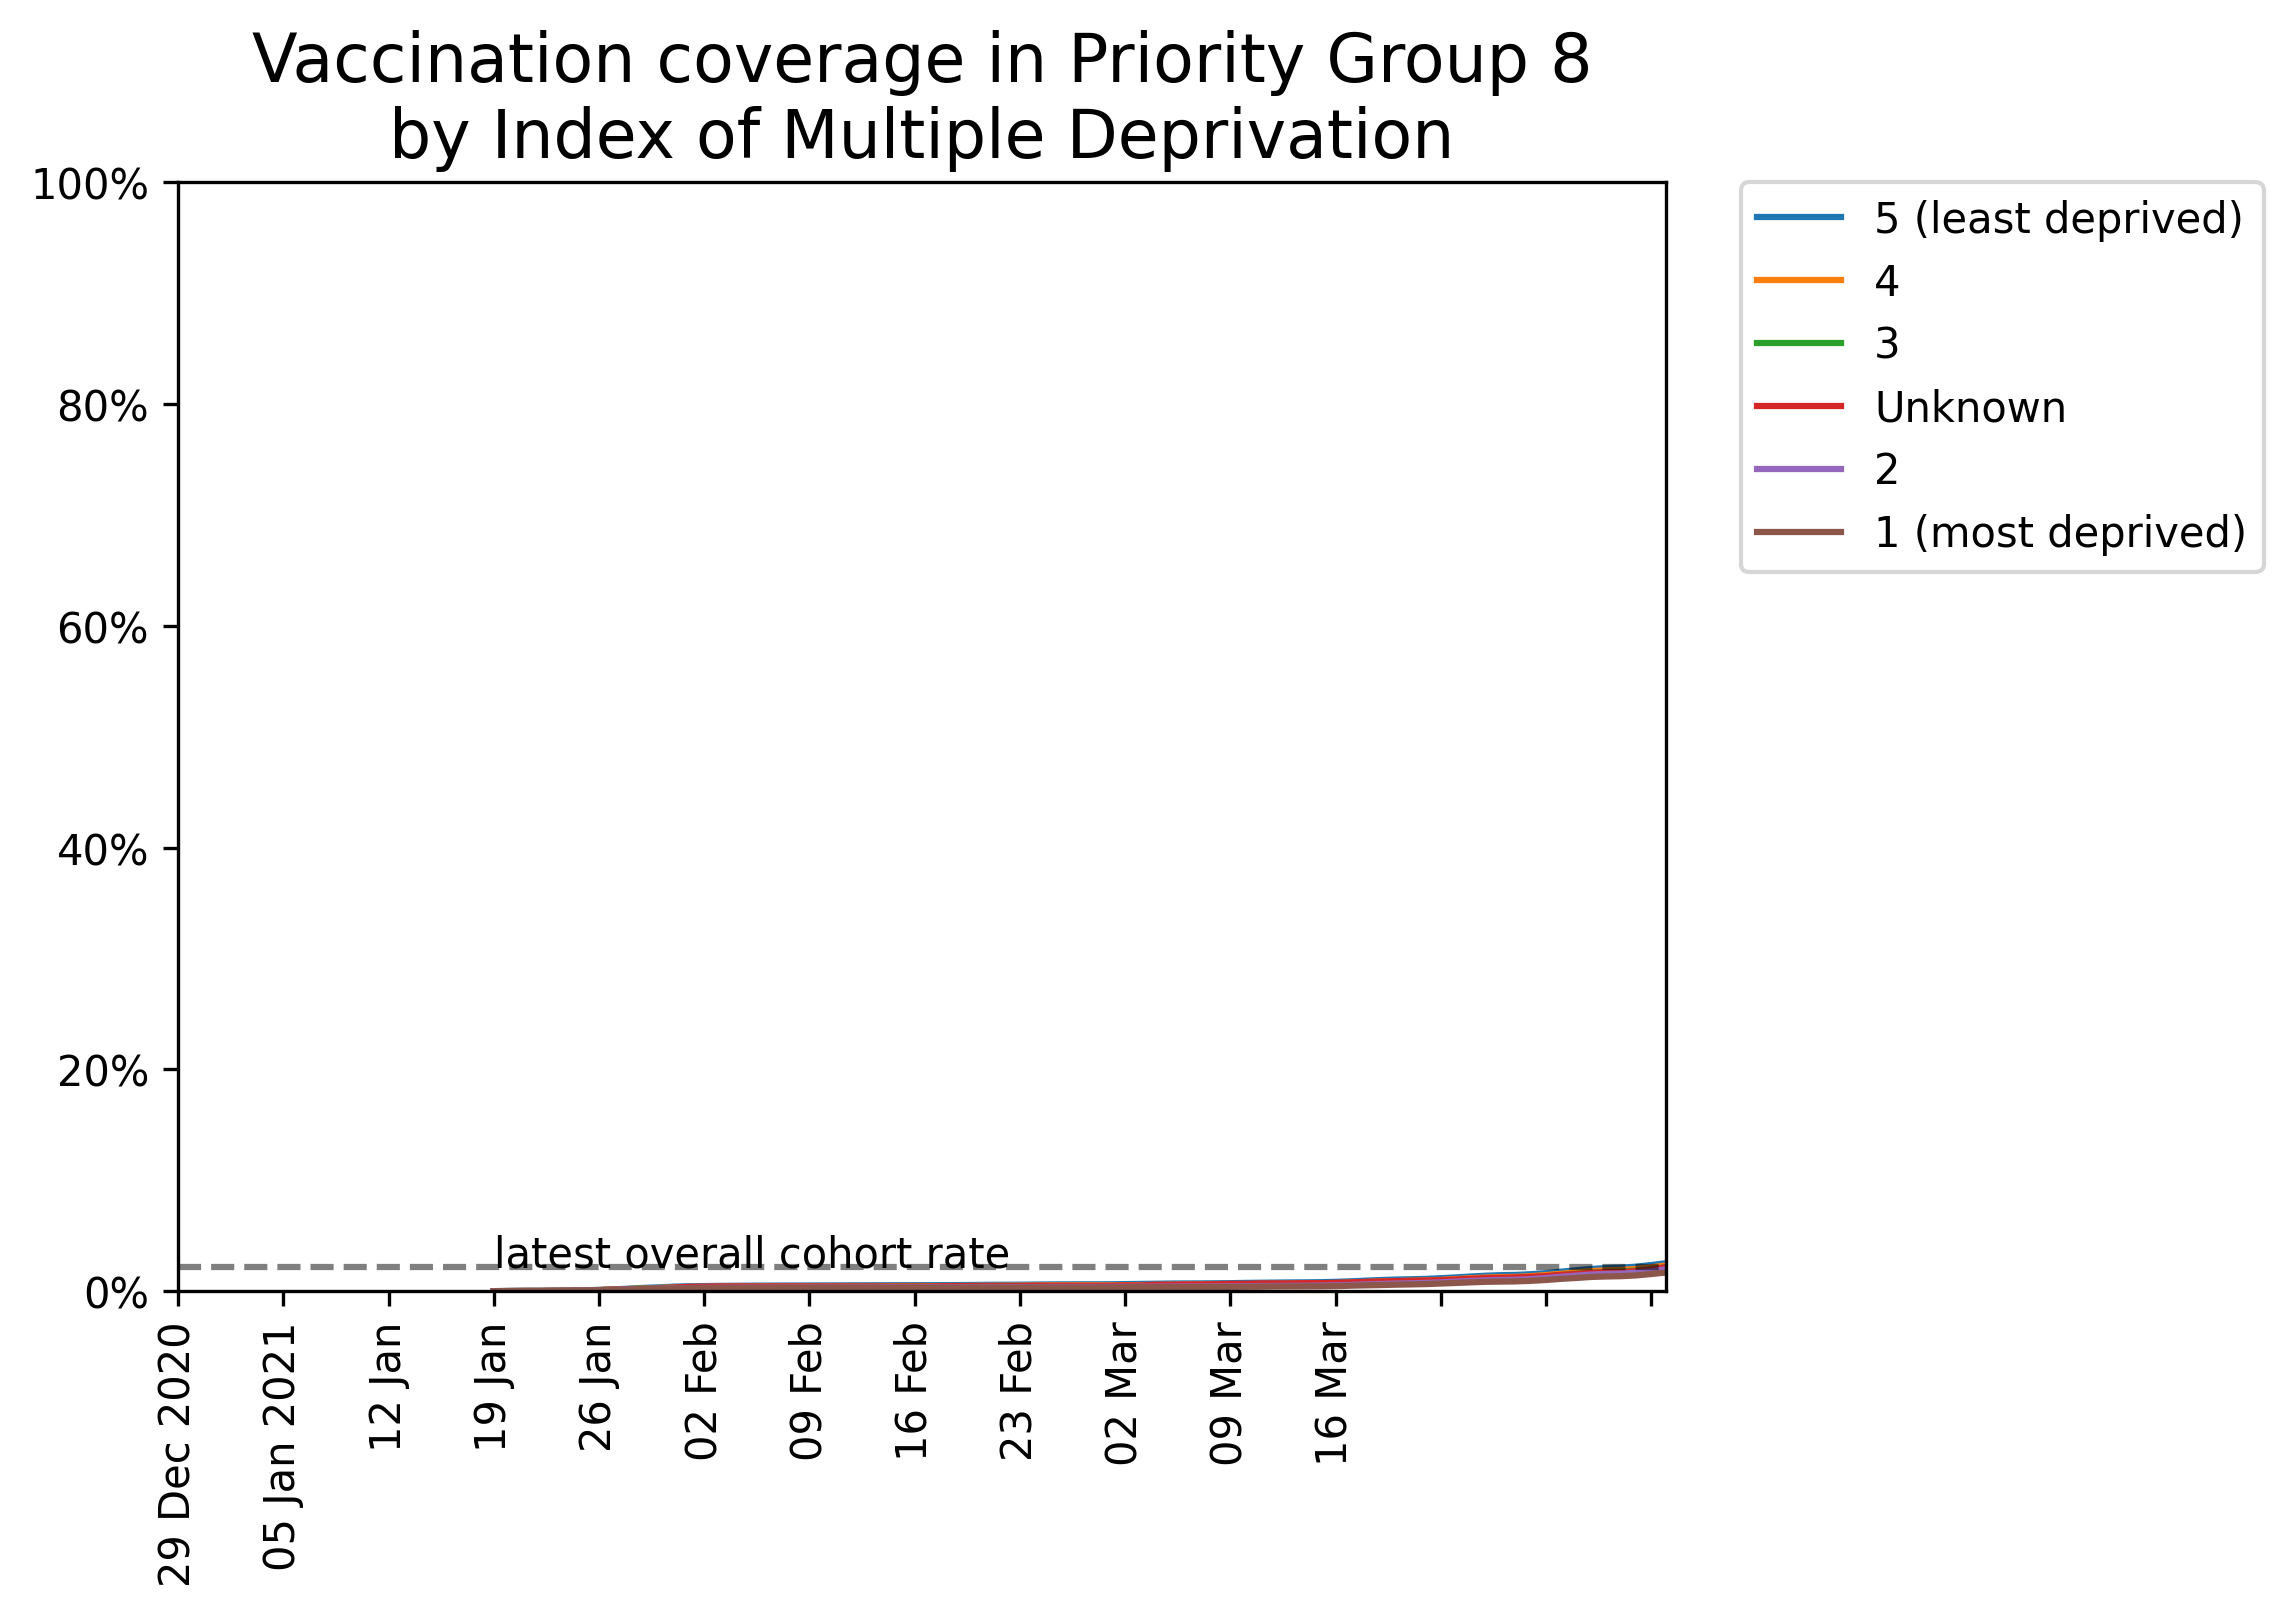 Vaccination coverage in Priority Group 8
by Index of Multiple Deprivation
100%
80%
60%
40%
20%
0%
latest overall cohort rate
29 Dec 2020
05 Jan 2021
12 Jan
19 Jan
26 Jan
02 Feb
09 Feb
16 Feb
23 Feb
02 Mar
09 Mar
16 Mar
5 (least deprived)
4
3
Unknown
2
1 (most deprived)